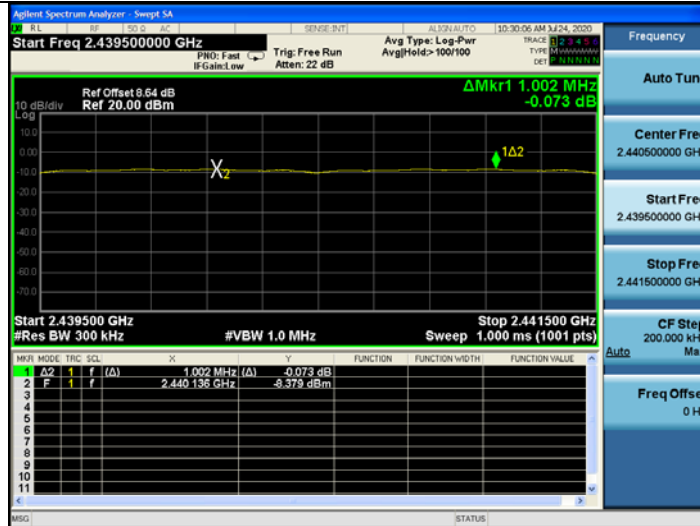 Agilent Spectrum Analyzer - Swept SA
RL RF 50 Ω AC SENSE:INT ALIGN AUTO 10:30:06 AM Jul 24, 2020
Start Freq 2.439500000 GHz
PNO: Fast
IFGain:Low
Trig: Free Run
Atten: 22 dB
Avg Type: Log-Pwr
Avg|Hold:>100/100
TRACE 1 2 3 4 5 6
TYPE M
DET P N N N N N
Ref Offset 8.64 dB
Ref 20.00 dBm
10 dB/div
Log
ΔMkr1 1.002 MHz
-0.073 dB
10.0
0.00
-10.0
-20.0
-30.0
-40.0
-50.0
-60.0
-70.0
X2
1Δ2
Start 2.439500 GHz
Stop 2.441500 GHz
#Res BW 300 kHz
#VBW 1.0 MHz
Sweep 1.000 ms (1001 pts)
MKR MODE TRC SCL X Y FUNCTION FUNCTION WIDTH FUNCTION VALUE
1 Δ2 1 f (Δ) 1.002 MHz (Δ) -0.073 dB
2 F 1 f 2.440 136 GHz -8.379 dBm
3
4
5
6
7
8
9
10
11
MSG
STATUS
Frequency
Auto Tun
Center Fre
2.440500000 GH
Start Fre
2.439500000 GH
Stop Fre
2.441500000 GH
CF Step
200.000 kH
Auto Ma
Freq Offse
0 H